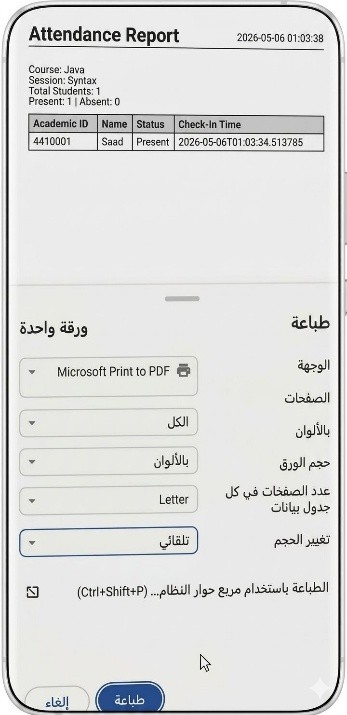 Attendance Report
2026-05-06 01:03:38
Course: Java
Session: Syntax
Total Students: 1
Present: 1 | Absent: 0
Academic ID Name Status Check-In Time
4410001 Saad Present 2026-05-06T01:03:34.513785
طباعة
ورقة واحدة
الوجهة
Microsoft Print to PDF
الصفحات
الكل
بالألوان
بالألوان
حجم الورق
Letter
عدد الصفحات في كل
جدول بيانات
تغيير الحجم
تلقائي
الطباعة باستخدام مربع حوار النظام... (Ctrl+Shift+P)
طباعة
إلغاء